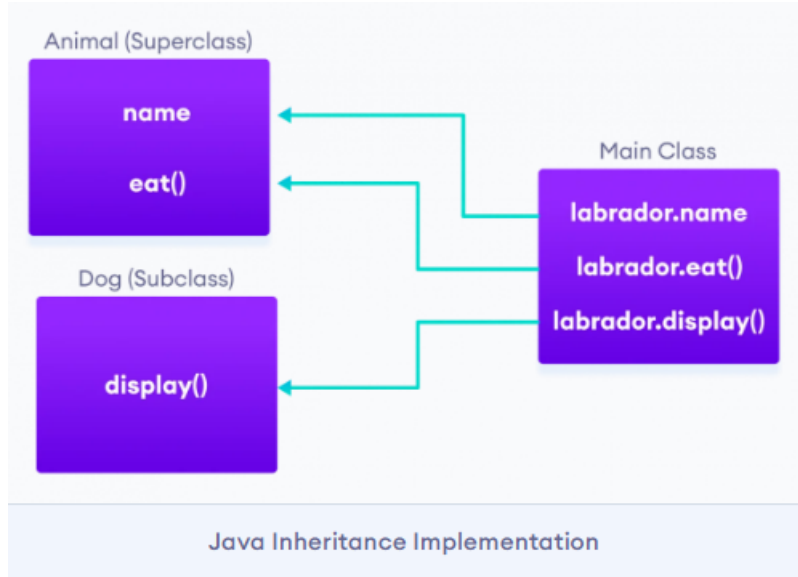 Animal (Superclass)
name
eat()
Dog (Subclass)
display()
Main Class
labrador.name
labrador.eat()
labrador.display()
Java Inheritance Implementation